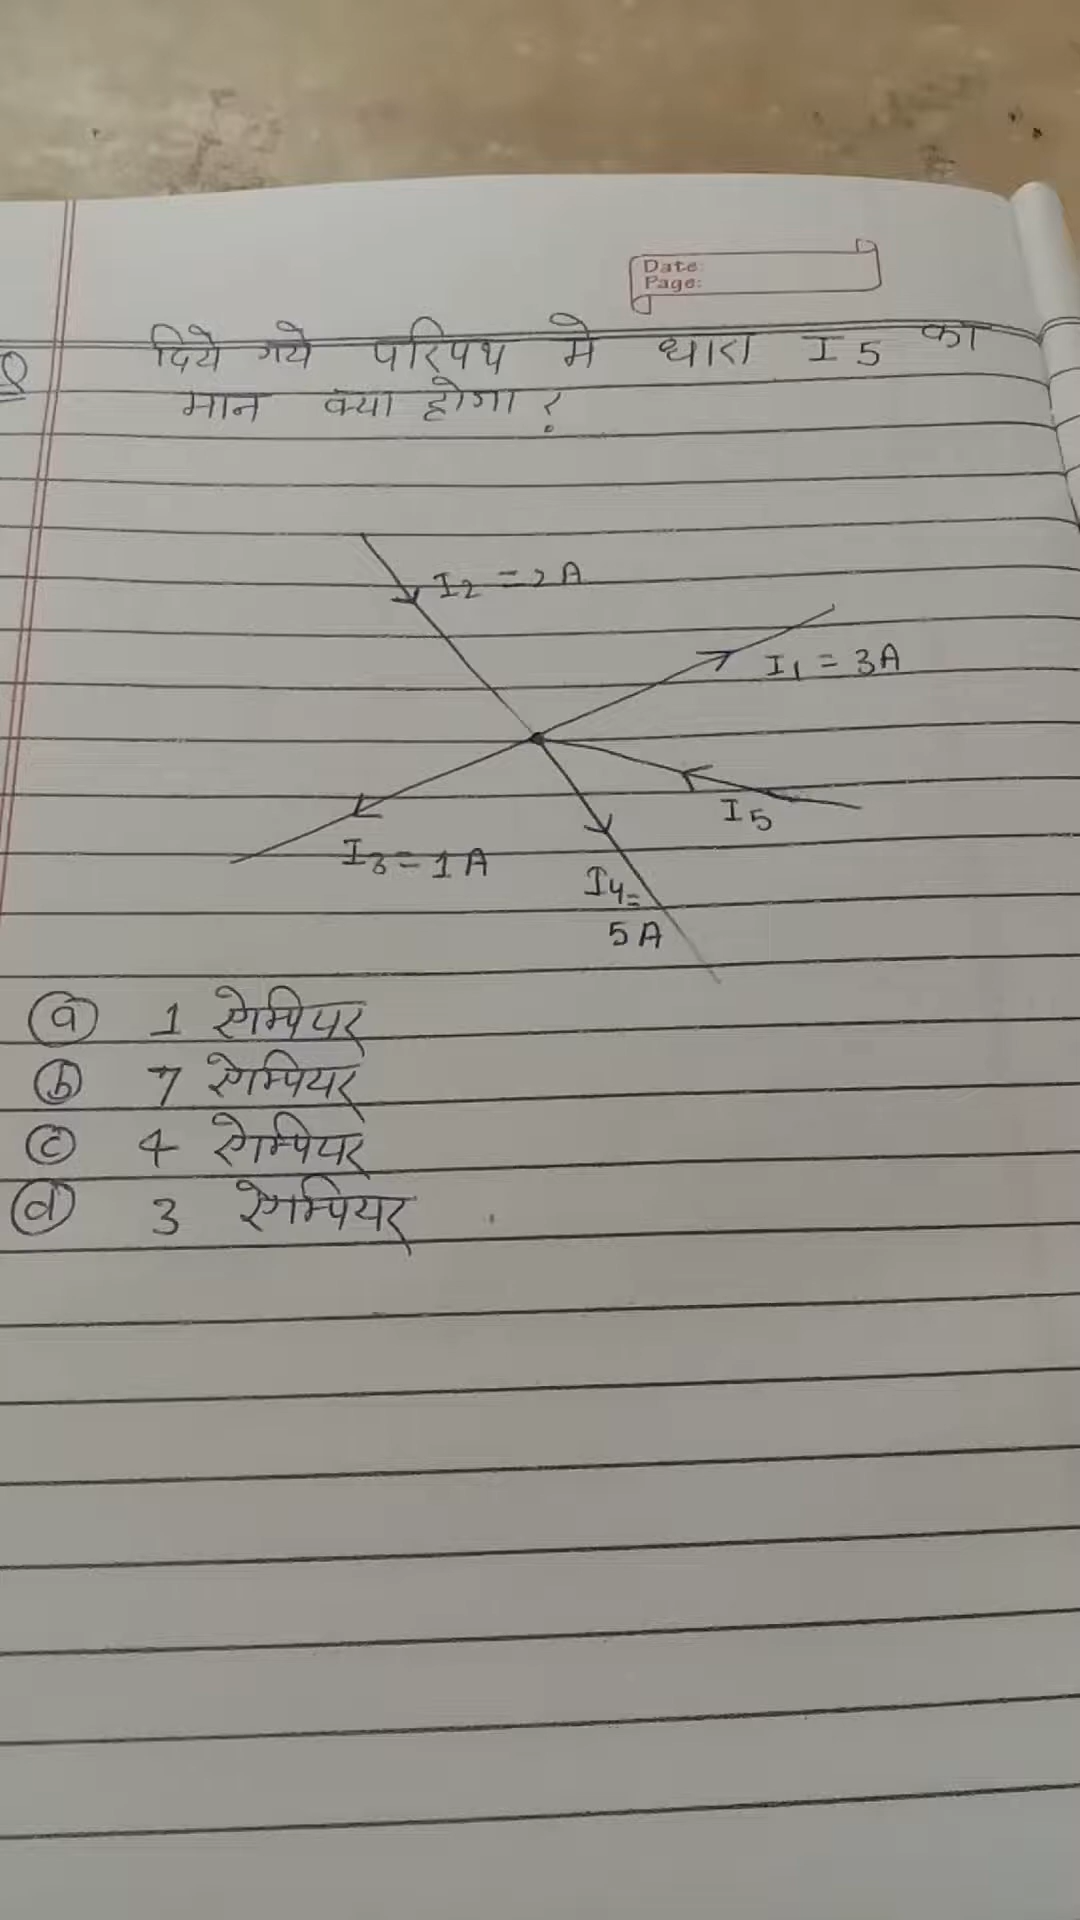 Date:
Page:
Q दिये गये परिपथ मे धारा I5 का
मान क्या होगा ?
I2 = 2A
I1 = 3A
I5
I3 = 1A
I4 =
5A
(a) 1 ऐम्पियर
(b) 7 ऐम्पियर
(c) 4 ऐम्पियर
(d) 3 ऐम्पियर